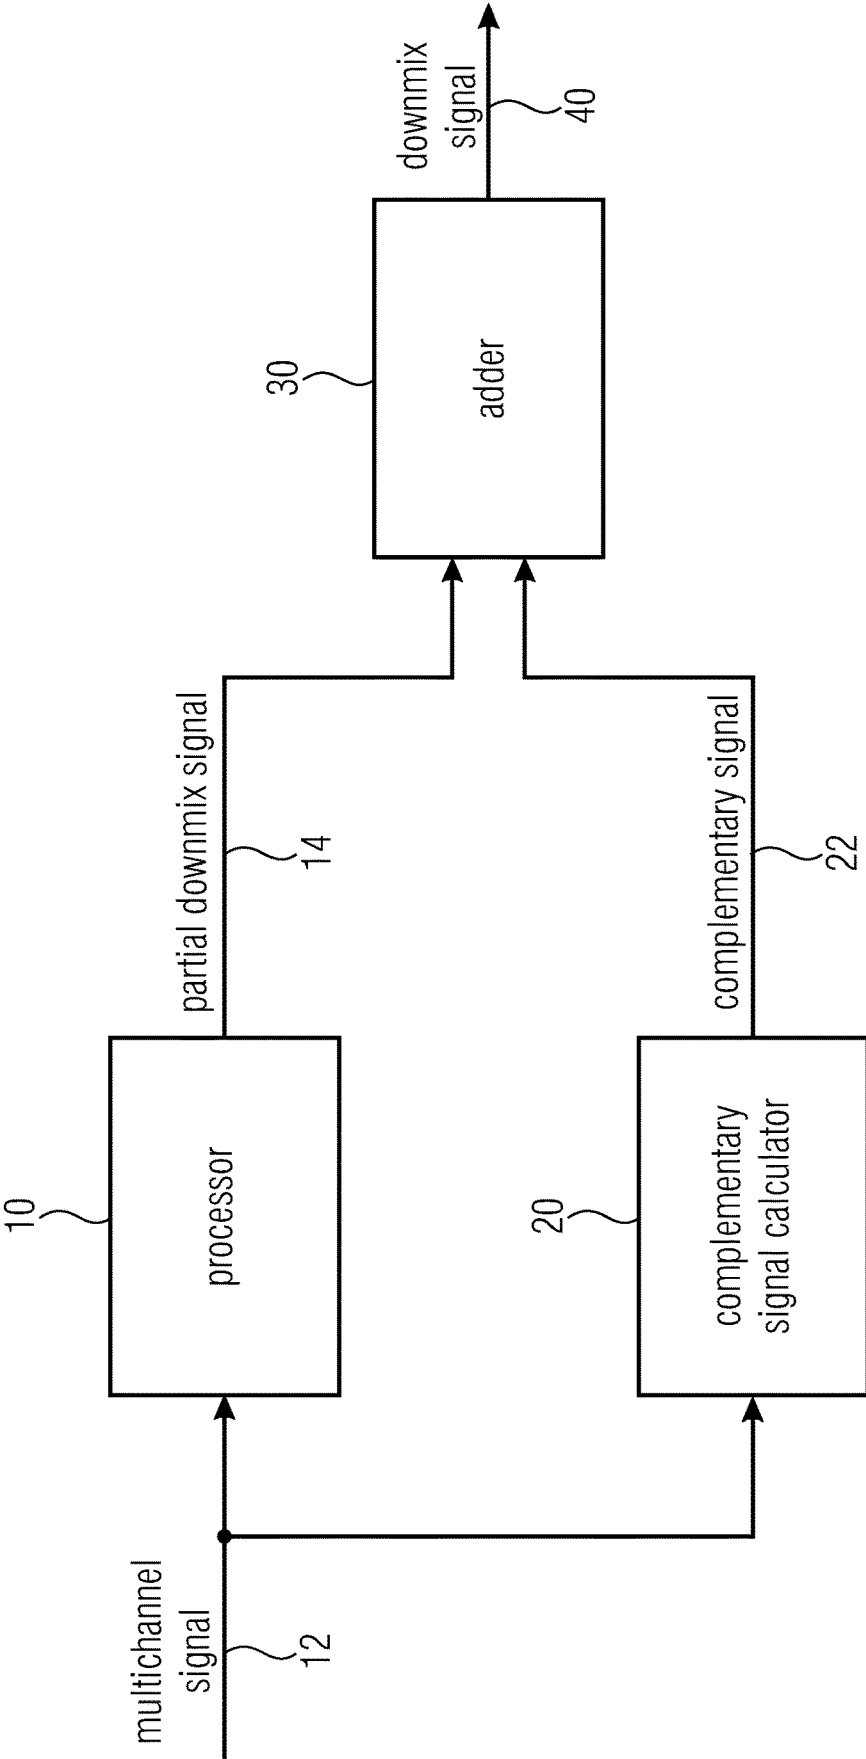 multichannel
signal
12
10
processor
partial downmix signal
14
20
complementary
signal calculator
complementary signal
22
30
adder
downmix
signal
40